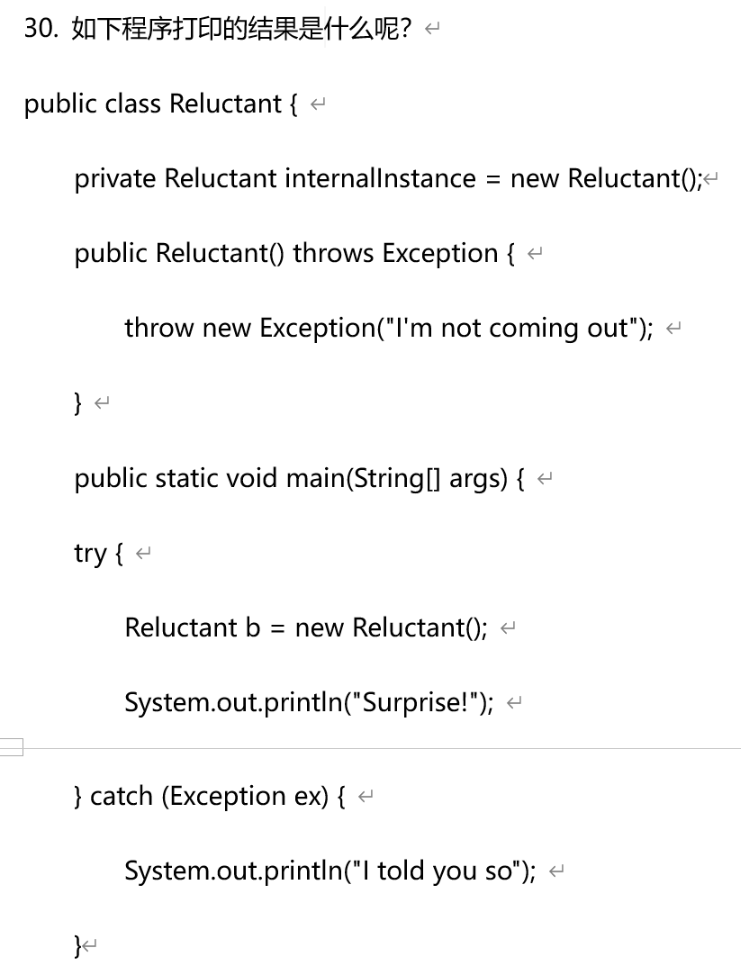 30. 如下程序打印的结果是什么呢?
public class Reluctant {
private Reluctant internalInstance = new Reluctant();
public Reluctant() throws Exception {
throw new Exception("I'm not coming out");
}
public static void main(String[] args) {
try {
Reluctant b = new Reluctant();
System.out.println("Surprise!");
} catch (Exception ex) {
System.out.println("I told you so");
}